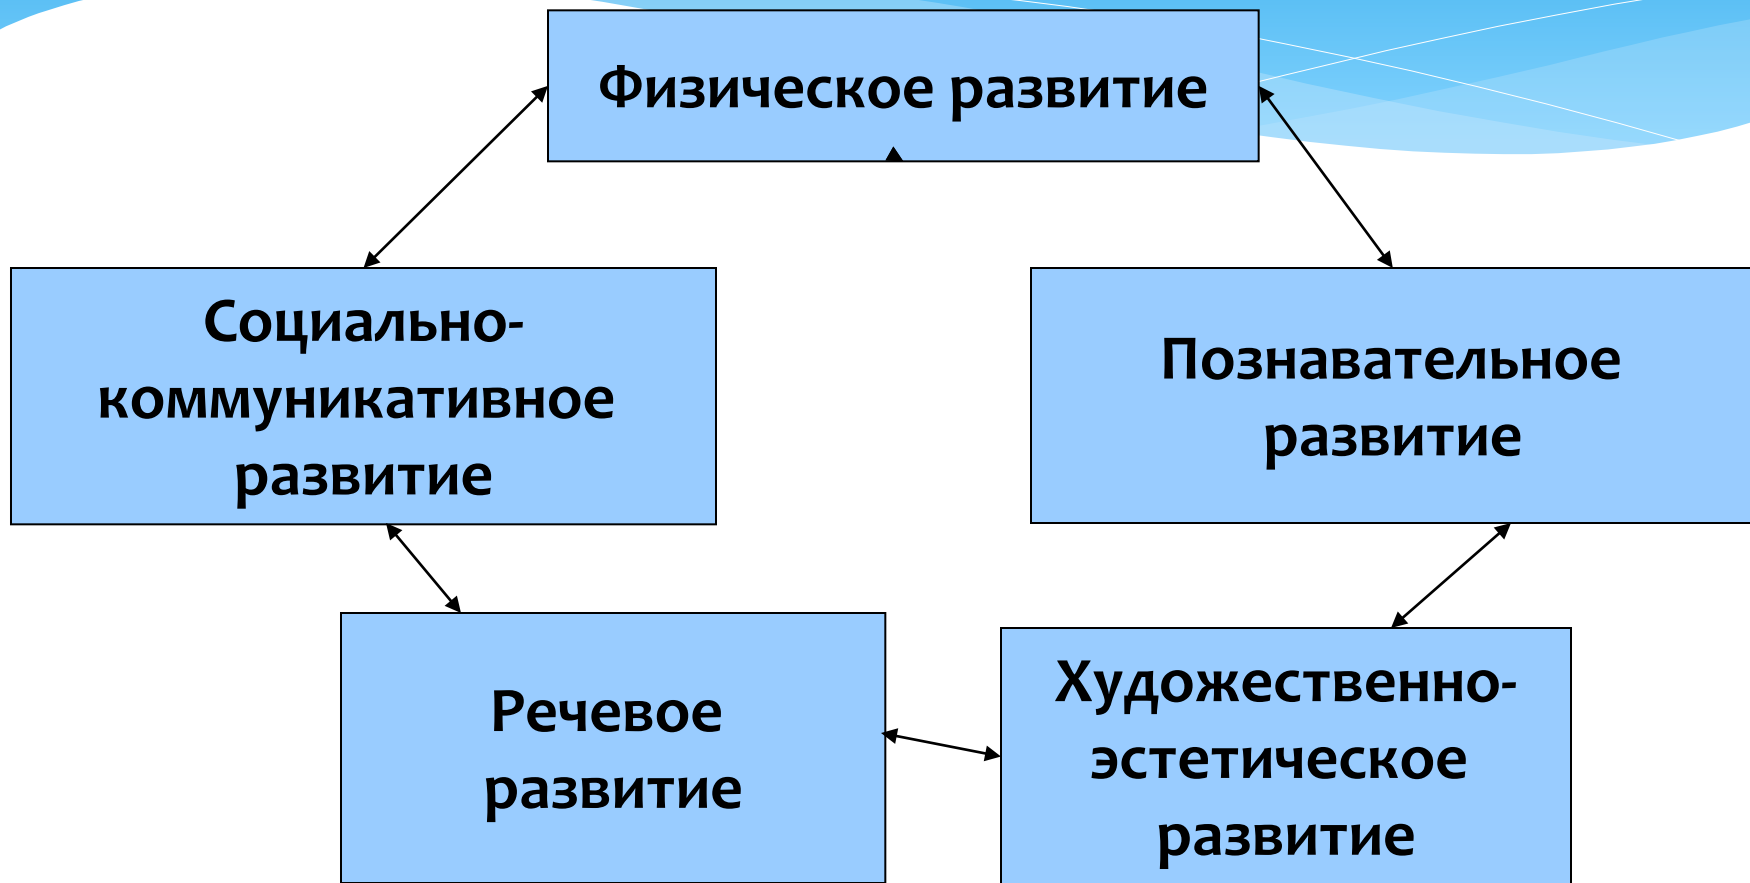 Физическое развитие
Социально-
коммуникативное
развитие
Познавательное
развитие
Речевое
развитие
Художественно-
эстетическое
развитие